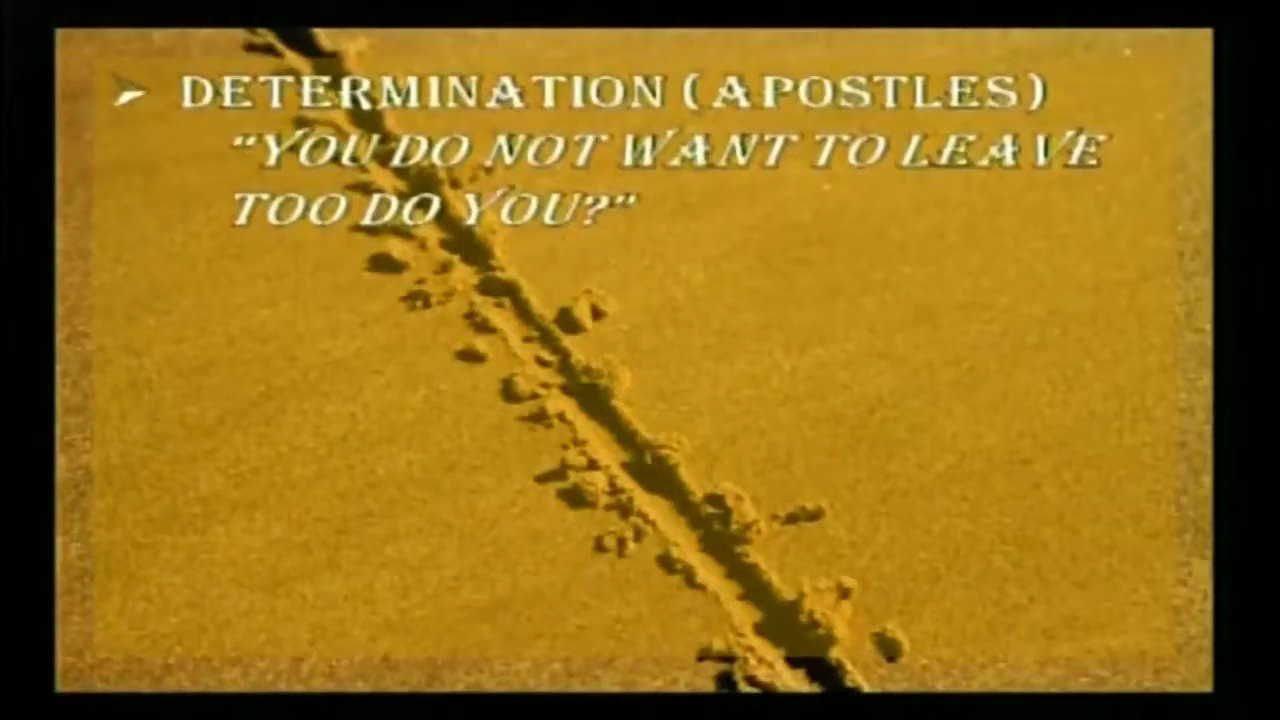 DETERMINATION (APOSTLES)
"YOU DO NOT WANT TO LEAVE
TOO DO YOU?"